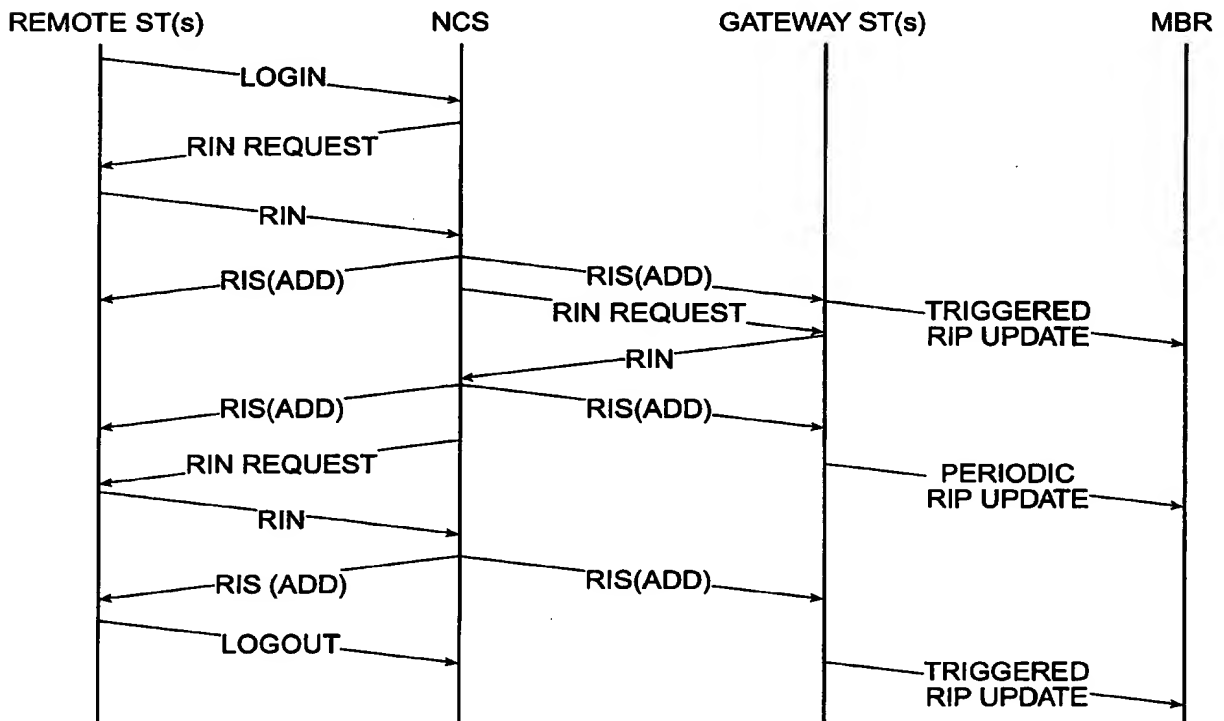 REMOTE ST(s) NCS GATEWAY ST(s) MBR
LOGIN
RIN REQUEST
RIN
RIS(ADD) RIS(ADD)
RIN REQUEST
TRIGGERED
RIP UPDATE
RIN
RIS(ADD) RIS(ADD)
RIN REQUEST
PERIODIC
RIP UPDATE
RIN
RIS (ADD) RIS(ADD)
LOGOUT
TRIGGERED
RIP UPDATE